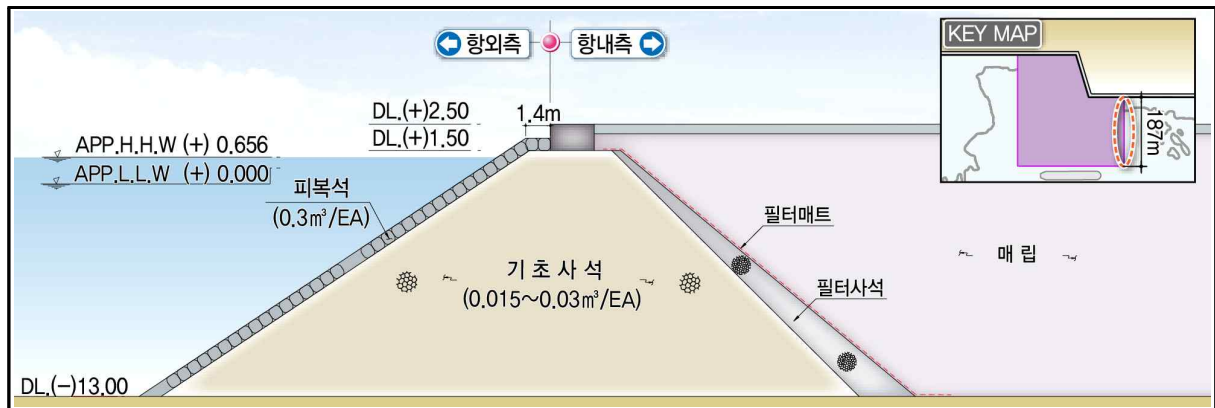 항외측
항내측
KEY MAP
187m
DL.(+)2.50
1.4m
DL.(+)1.50
APP.H.H.W (+) 0.656
APP.L.L.W (+) 0.000
피복석
(0.3㎥/EA)
필터매트
기초사석
(0.015~0.03㎥/EA)
매 립
필터사석
DL.(-)13.00